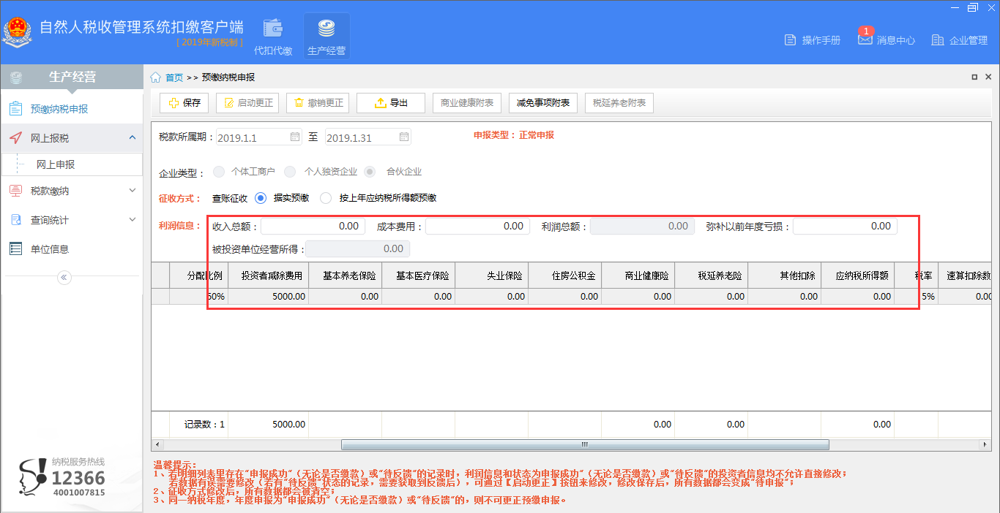 自然人税收管理系统扣缴客户端
[ 2019年新税制 ]
代扣代缴
生产经营
操作手册
1
消息中心
企业管理
生产经营
预缴纳税申报
网上报税
网上申报
税款缴纳
查询统计
单位信息
«
纳税服务热线
12366
4001007815
首页 >> 预缴纳税申报
保存 启动更正 撤销更正 导出 商业健康附表 减免事项附表 税延养老附表
税款所属期： 2019.1.1 至 2019.1.31 申报类型：正常申报
企业类型： 个体工商户 个人独资企业 合伙企业
征收方式： 查账征收 据实预缴 按上年应纳税所得额预缴
利润信息： 收入总额： 0.00 成本费用： 0.00 利润总额： 0.00 弥补以前年度亏损： 0.00
被投资单位经营所得： 0.00
分配比例 投资者减除费用 基本养老保险 基本医疗保险 失业保险 住房公积金 商业健康险 税延养老险 其他扣除 应纳税所得额 税率 速算扣除数
50% 5000.00 0.00 0.00 0.00 0.00 0.00 0.00 0.00 0.00 5% 0.00
记录数：1 5000.00 0.00 0.00 0.00
温馨提示：
1、若明细列表里存在“申报成功”（无论是否缴款）或“待反馈”的记录时，利润信息和状态为申报成功”（无论是否缴款）或“待反馈”的投资者信息均不允许直接修改；
若数据有误需要修改（若有“待反馈”状态的记录，需要获取到反馈后），可通过【启动更正】按钮来修改，修改保存后，所有数据都会变成“待申报”；
2、征收方式修改后，所有数据都会被清空；
3、同一纳税年度，年度申报为“申报成功”（无论是否缴款）或“待反馈”的，则不可更正预缴申报。